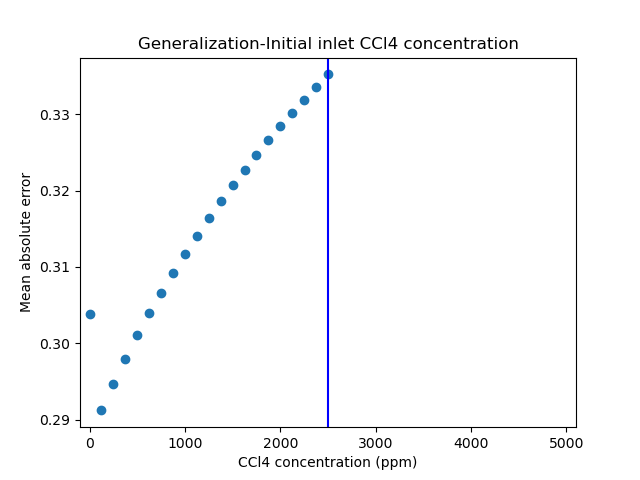 Generalization-Initial inlet CCl4 concentration
Mean absolute error
0.33
0.32
0.31
0.30
0.29
0 1000 2000 3000 4000 5000
CCl4 concentration (ppm)